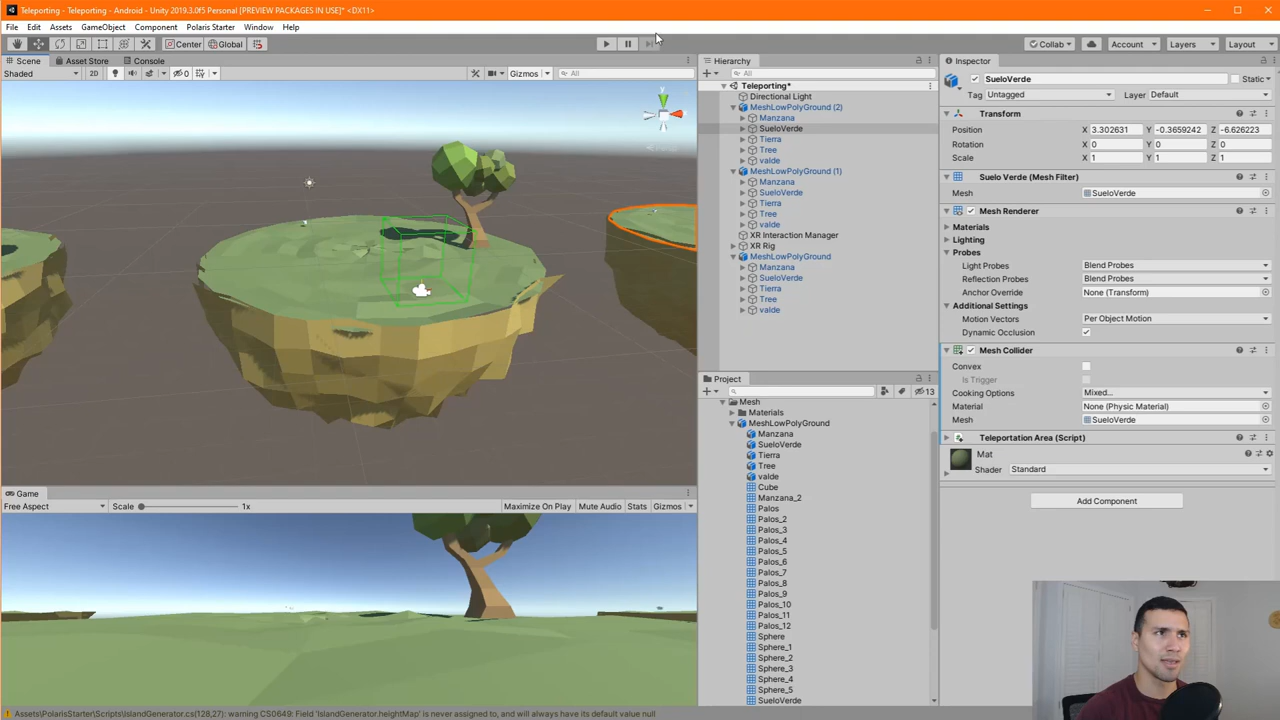 Teleporting - Teleporting - Android - Unity 2019.3.0f5 Personal [PREVIEW PACKAGES IN USE]* <DX11>
File Edit Assets GameObject Component Polaris Starter Window Help
Center Global Collab Account Layers Layout
Scene Asset Store Console
Shaded 2D 0 Gizmos All
Game
Free Aspect Scale 1x Maximize On Play Mute Audio Stats Gizmos
Hierarchy
All
Teleporting*
Directional Light
MeshLowPolyGround (2)
Manzana
SueloVerde
Tierra
Tree
valde
MeshLowPolyGround (1)
Manzana
SueloVerde
Tierra
Tree
valde
XR Interaction Manager
XR Rig
MeshLowPolyGround
Manzana
SueloVerde
Tierra
Tree
valde
Project
13
Mesh
Materials
MeshLowPolyGround
Manzana
SueloVerde
Tierra
Tree
valde
Cube
Manzana_2
Palos
Palos_2
Palos_3
Palos_4
Palos_5
Palos_6
Palos_7
Palos_8
Palos_9
Palos_10
Palos_11
Palos_12
Sphere
Sphere_1
Sphere_2
Sphere_3
Sphere_4
Sphere_5
SueloVerde
Inspector
SueloVerde Static
Tag Untagged Layer Default
Transform
Position X 3.302631 Y -0.3659242 Z -6.626223
Rotation X 0 Y 0 Z 0
Scale X 1 Y 1 Z 1
Suelo Verde (Mesh Filter)
Mesh SueloVerde
Mesh Renderer
Materials
Lighting
Probes
Light Probes Blend Probes
Reflection Probes Blend Probes
Anchor Override None (Transform)
Additional Settings
Motion Vectors Per Object Motion
Dynamic Occlusion
Mesh Collider
Convex
Is Trigger
Cooking Options Mixed...
Material None (Physic Material)
Mesh SueloVerde
Teleportation Area (Script)
Mat
Shader Standard
Add Component
Assets\PolarisStarter\Scripts\IslandGenerator.cs(128,27): warning CS0649: Field 'IslandGenerator.heightMap' is never assigned to, and will always have its default value null